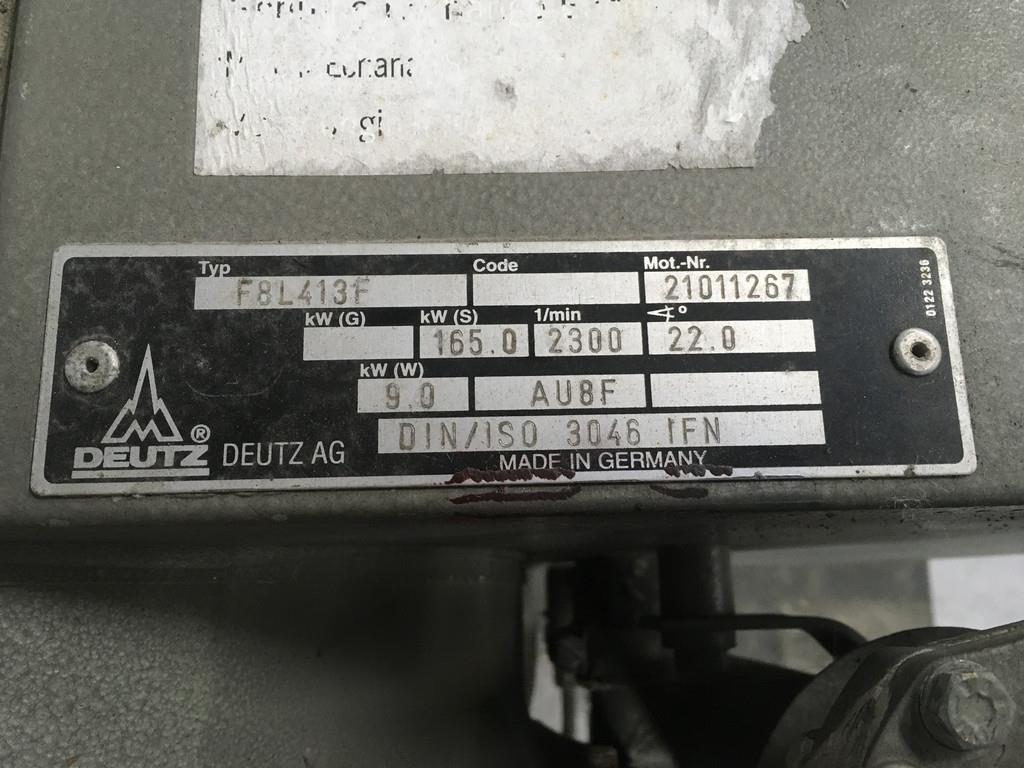 gi
Typ Code Mot.-Nr.
F8L413F 21011267
kW (G) kW (S) 1/min °
165.0 2300 22.0
kW (W)
9.0 AU8F
DIN/ISO 3046 IFN
DEUTZ ® DEUTZ AG MADE IN GERMANY
0122 3236